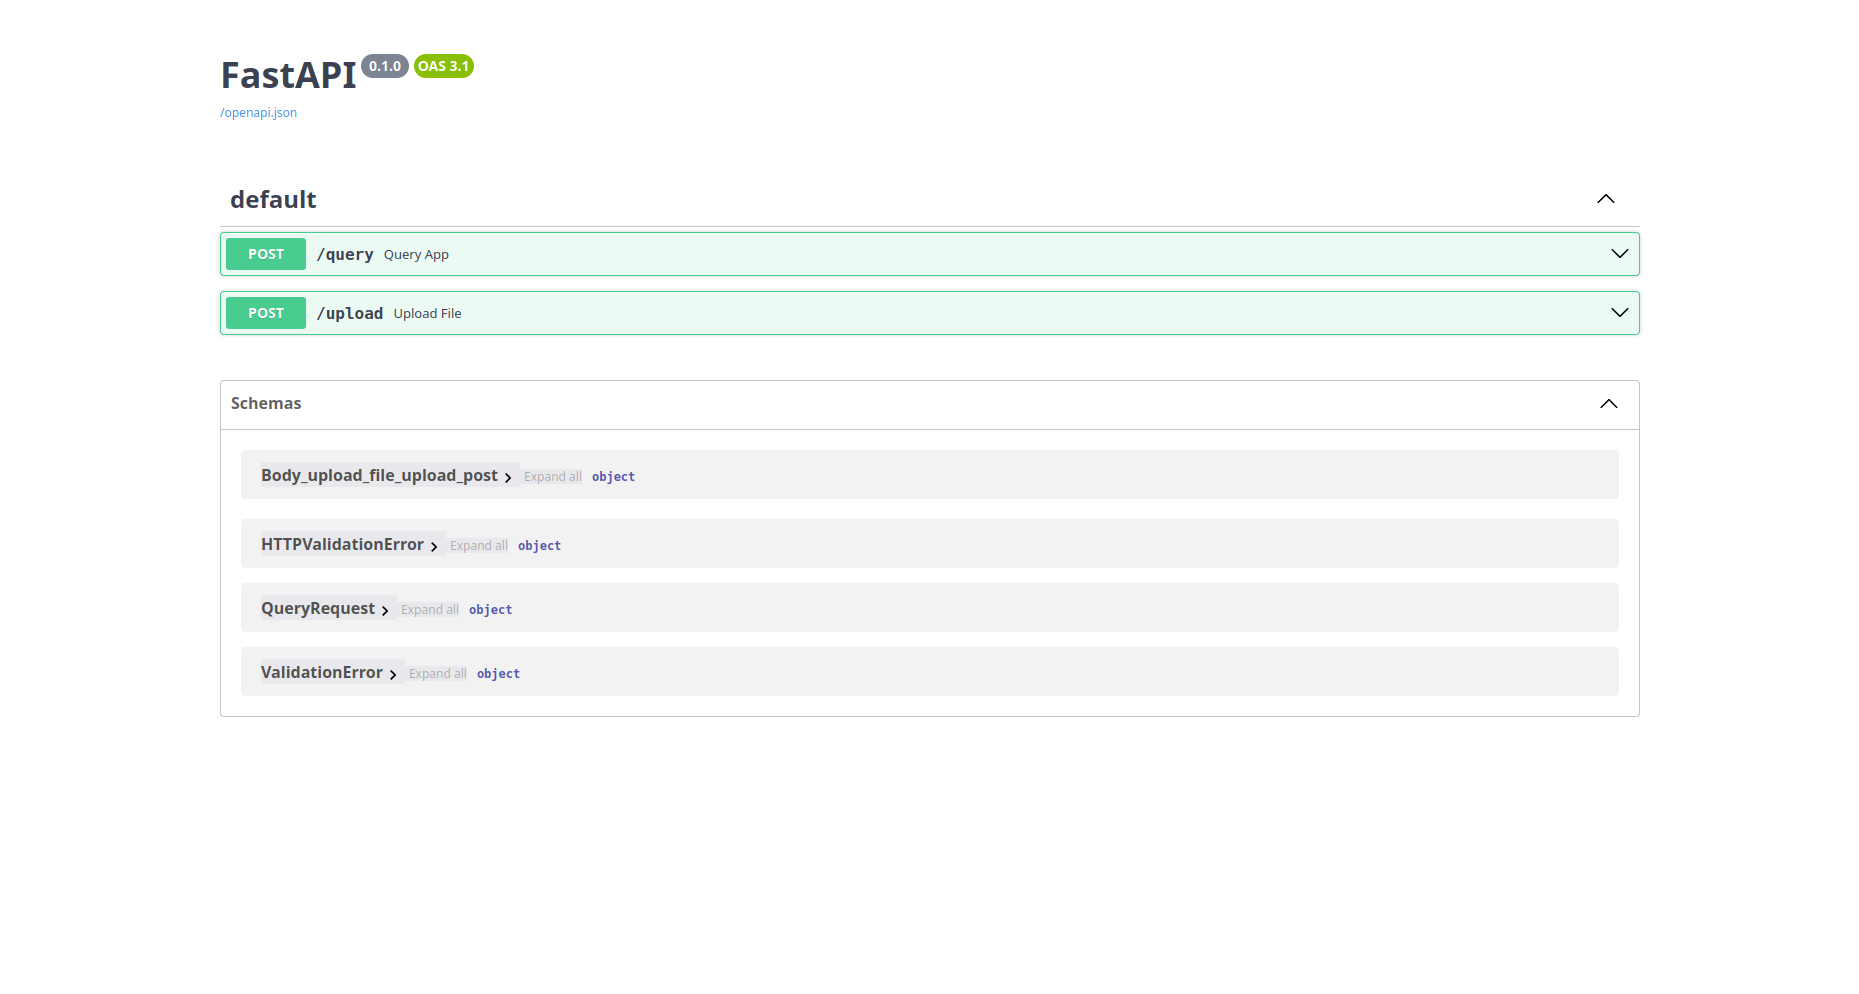 FastAPI 0.1.0 OAS 3.1
/openapi.json
default
POST /query Query App
POST /upload Upload File
Schemas
Body_upload_file_upload_post Expand all object
HTTPValidationError Expand all object
QueryRequest Expand all object
ValidationError Expand all object